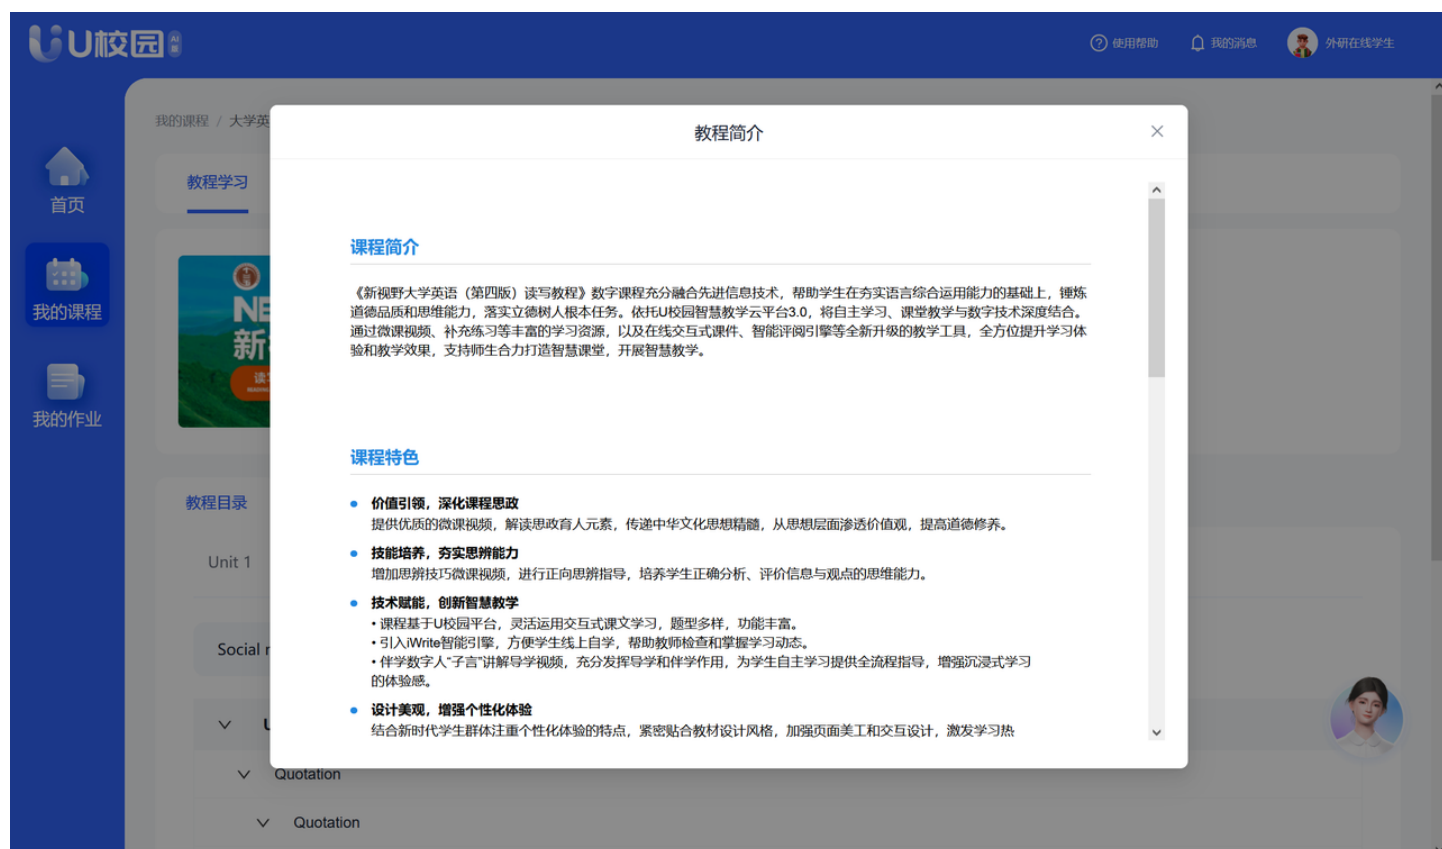 U校园 AI版
使用帮助
我的消息
外研在线学生
我的课程 / 大学英
教程简介
教程学习
首页
课程简介
我的课程
NE
新
读
《新视野大学英语（第四版）读写教程》数字课程充分融合先进信息技术，帮助学生在夯实语言综合运用能力的基础上，锤炼
道德品质和思维能力，落实立德树人根本任务。依托U校园智慧教学云平台3.0，将自主学习、课堂教学与数字技术深度结合。
通过微课视频、补充练习等丰富的学习资源，以及在线交互式课件、智能评阅引擎等全新升级的教学工具，全方位提升学习体
验和教学效果，支持师生合力打造智慧课堂，开展智慧教学。
我的作业
课程特色
教程目录
价值引领，深化课程思政
提供优质的微课视频，解读思政育人元素，传递中华文化思想精髓，从思想层面渗透价值观，提高道德修养。
Unit 1
技能培养，夯实思辨能力
增加思辨技巧微课视频，进行正向思辨指导，培养学生正确分析、评价信息与观点的思维能力。
技术赋能，创新智慧教学
• 课程基于U校园平台，灵活运用交互式课文学习，题型多样，功能丰富。
• 引入iWrite智能引擎，方便学生线上自学，帮助教师检查和掌握学习动态。
Social
• 伴学数字人“子言”讲解导学视频，充分发挥导学和伴学作用，为学生自主学习提供全流程指导，增强沉浸式学习
的体验感。
设计美观，增强个性化体验
结合新时代学生群体注重个性化体验的特点，紧密贴合教材设计风格，加强页面美工和交互设计，激发学习热
Quotation
Quotation